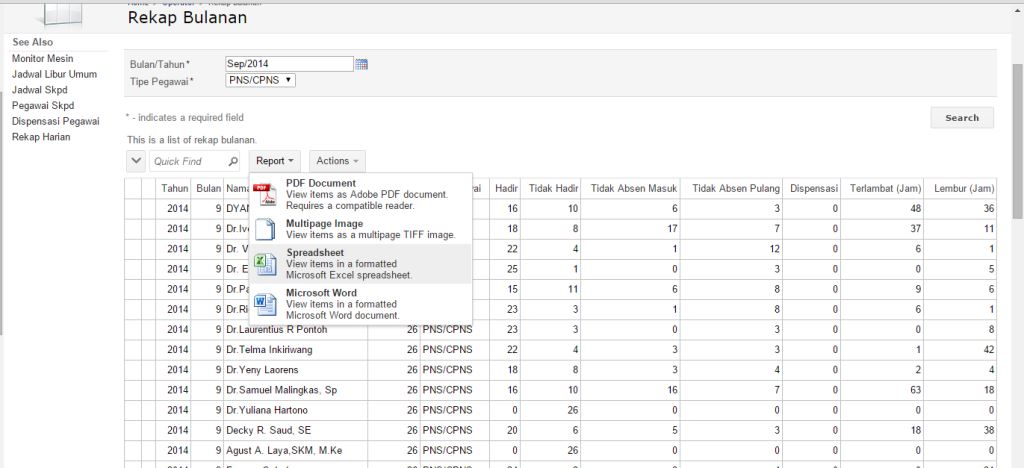 Home > Operator > Rekap Bulanan
Rekap Bulanan
See Also
Monitor Mesin
Jadwal Libur Umum
Jadwal Skpd
Pegawai Skpd
Dispensasi Pegawai
Rekap Harian
Bulan/Tahun*
Sep/2014
Tipe Pegawai*
PNS/CPNS
* - indicates a required field
Search
This is a list of rekap bulanan.
Quick Find
Report
Actions
PDF Document
View items as Adobe PDF document.
Requires a compatible reader.
Multipage Image
View items as a multipage TIFF image.
Spreadsheet
View items in a formatted
Microsoft Excel spreadsheet.
Microsoft Word
View items in a formatted
Microsoft Word document.
Tahun Bulan Nama Hadir Tidak Hadir Tidak Absen Masuk Tidak Absen Pulang Dispensasi Terlambat (Jam) Lembur (Jam)
2014 9 DYAN 16 10 6 3 0 48 36
2014 9 Dr.Ive 18 8 17 7 0 37 11
2014 9 Dr. V 22 4 1 12 0 6 1
2014 9 Dr. E 25 1 0 3 0 0 5
2014 9 Dr.Pa 15 11 6 8 0 9 6
2014 9 Dr.Ri 23 3 1 8 0 6 1
2014 9 Dr.Laurentius R Pontoh 26 PNS/CPNS 23 3 0 3 0 0 8
2014 9 Dr.Telma Inkiriwang 26 PNS/CPNS 22 4 3 3 0 1 42
2014 9 Dr.Yeny Laorens 26 PNS/CPNS 18 8 3 4 0 2 4
2014 9 Dr.Samuel Malingkas, Sp 26 PNS/CPNS 16 10 16 7 0 63 18
2014 9 Dr.Yuliana Hartono 26 PNS/CPNS 0 26 0 0 0 0 0
2014 9 Decky R. Saud, SE 26 PNS/CPNS 20 6 5 3 0 18 38
2014 9 Agust A. Laya,SKM, M.Ke 26 PNS/CPNS 0 26 0 0 0 0 0